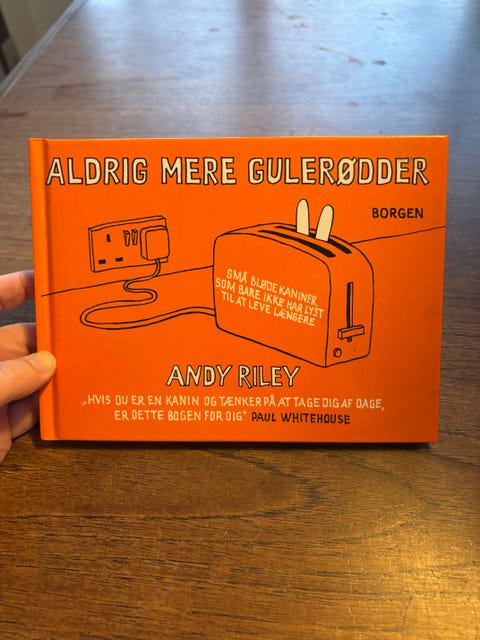 ALDRIG MERE GULERØDDER
BORGEN
SMÅ BLØDE KANINER,
SOM BARE IKKE HAR LYST
TIL AT LEVE LÆNGERE
ANDY RILEY
„HVIS DU ER EN KANIN OG TÆNKER PÅ AT TAGE DIG AF DAGE,
ER DETTE BOGEN FOR DIG" PAUL WHITEHOUSE